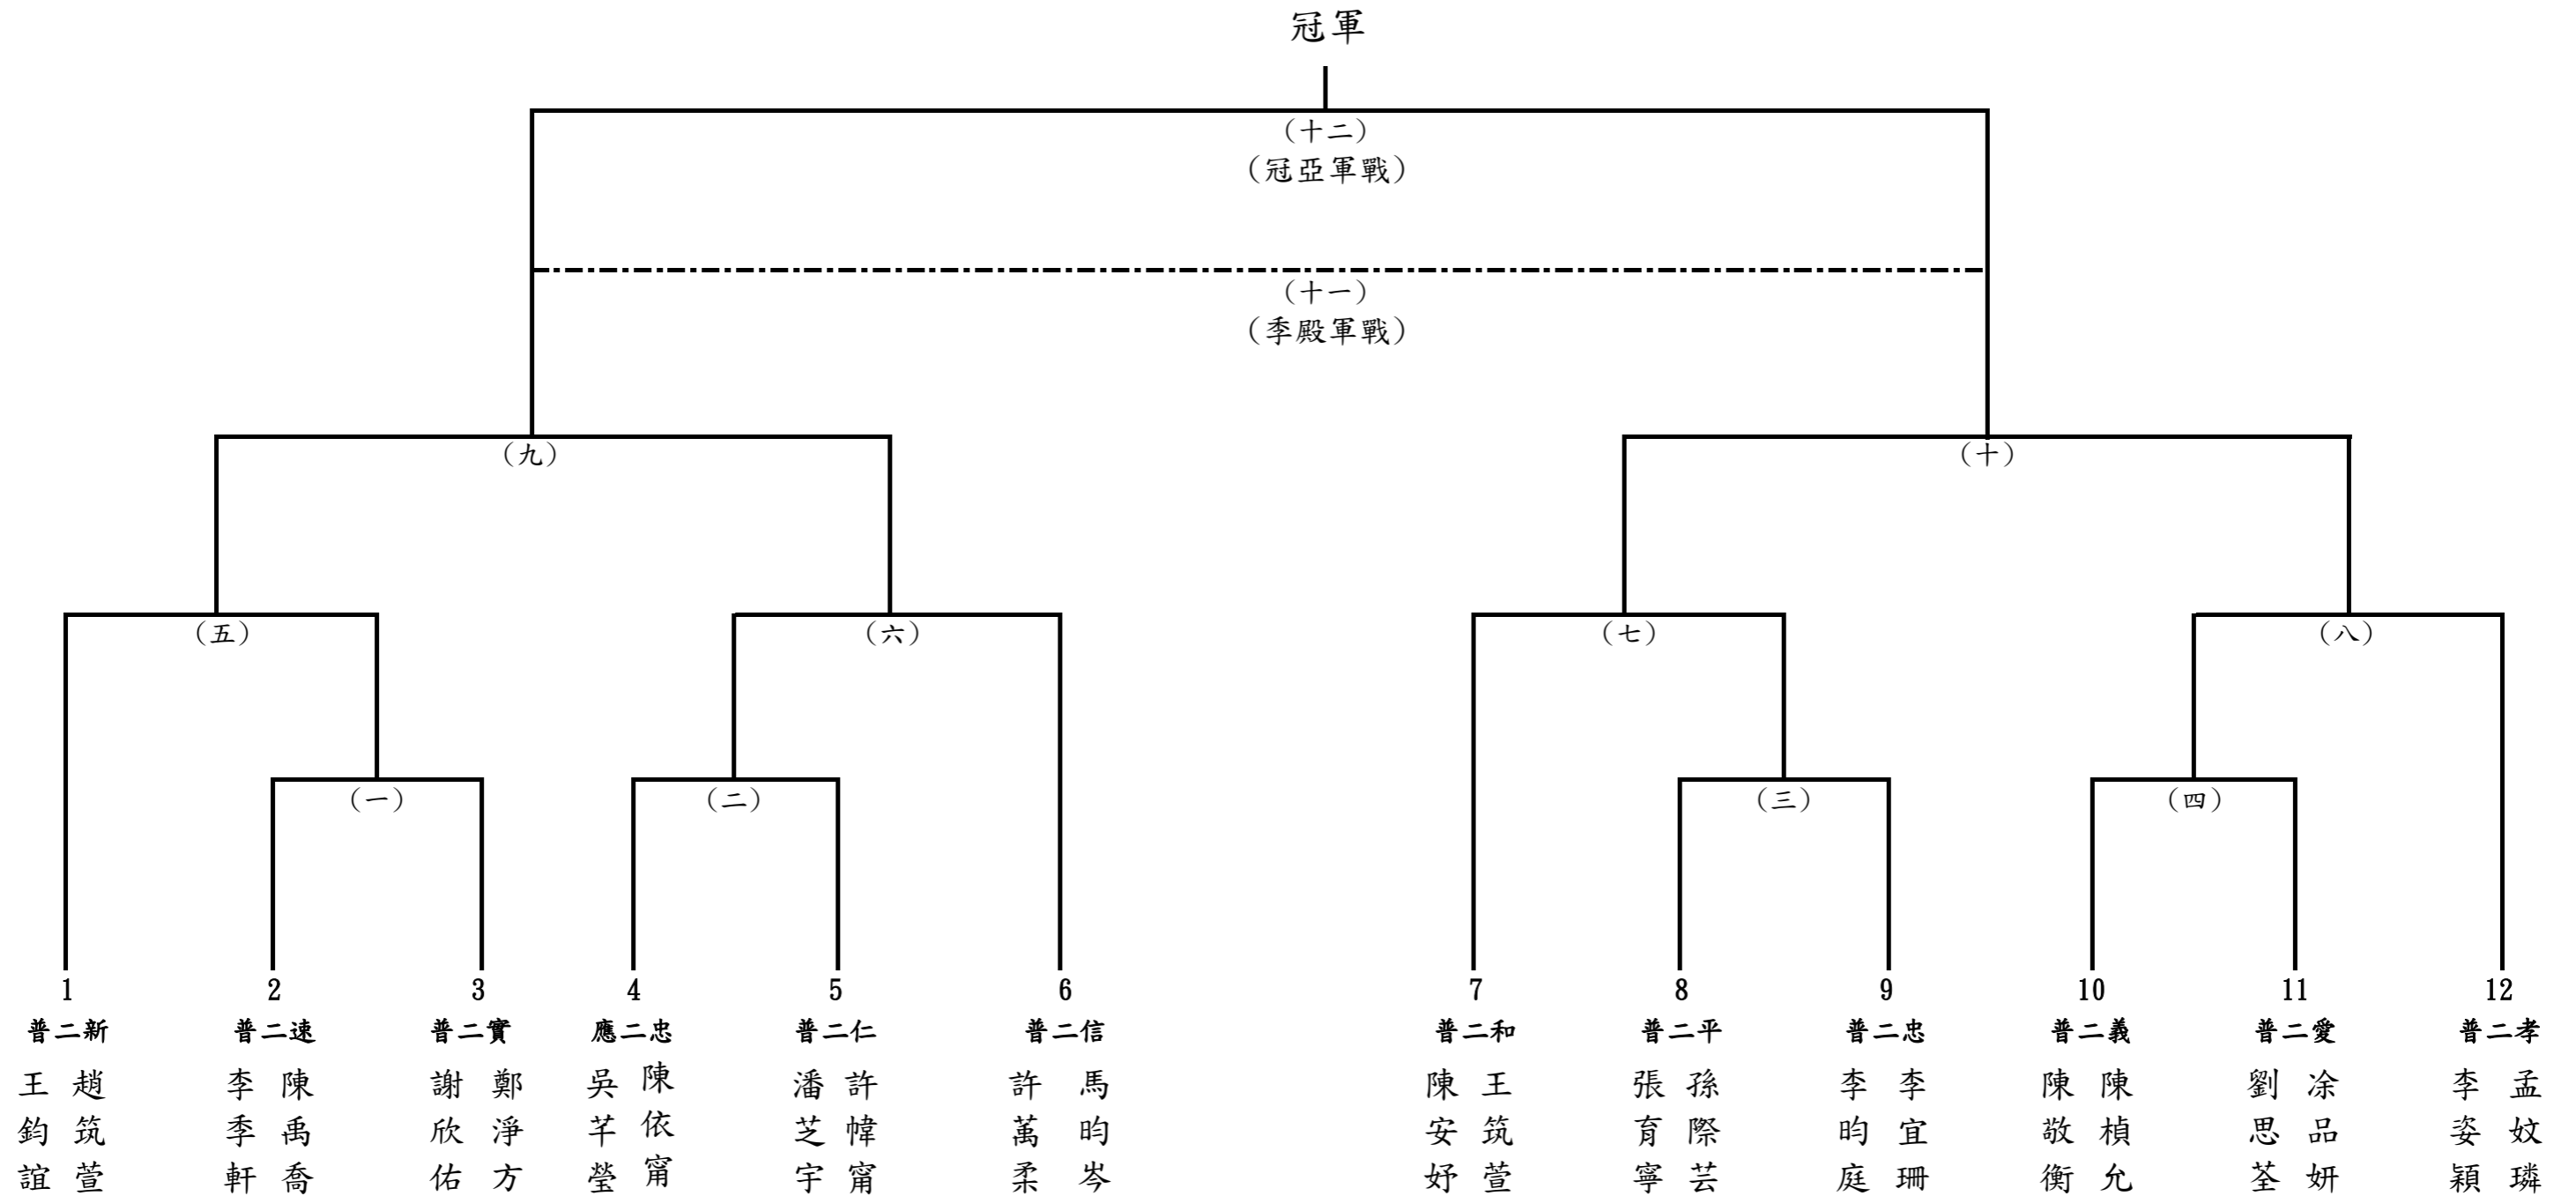 冠軍
(十二)
(冠亞軍戰)
(十一)
(季殿軍戰)
(九)
(十)
(五)
(六)
(七)
(八)
(一)
(二)
(三)
(四)
1
2
3
4
5
6
7
8
9
10
11
12
普二新
普二速
普二實
應二忠
普二仁
普二信
普二和
普二平
普二忠
普二義
普二愛
普二孝
王鈞誼
趙筑萱
李季軒
陳禹喬
謝欣佑
鄭淨方
吳芊瑩
陳依甯
潘芝宇
許幃甯
許萬柔
馬昀岑
陳安妤
王筑萱
張育寧
孫際芸
李昀庭
李宜珊
陳敬衡
陳楨允
劉思荃
凃品妍
李姿穎
孟妏璘